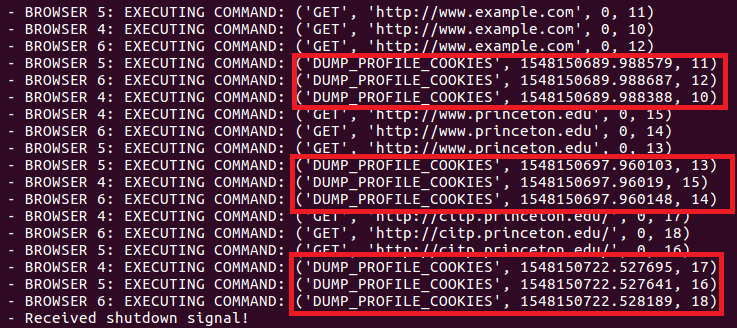 - BROWSER 5: EXECUTING COMMAND: ('GET', 'http://www.example.com', 0, 11)
- BROWSER 4: EXECUTING COMMAND: ('GET', 'http://www.example.com', 0, 10)
- BROWSER 6: EXECUTING COMMAND: ('GET', 'http://www.example.com', 0, 12)
- BROWSER 5: EXECUTING COMMAND: ('DUMP_PROFILE_COOKIES', 1548150689.988579, 11)
- BROWSER 6: EXECUTING COMMAND: ('DUMP_PROFILE_COOKIES', 1548150689.988687, 12)
- BROWSER 4: EXECUTING COMMAND: ('DUMP_PROFILE_COOKIES', 1548150689.988388, 10)
- BROWSER 4: EXECUTING COMMAND: ('GET', 'http://www.princeton.edu', 0, 15)
- BROWSER 6: EXECUTING COMMAND: ('GET', 'http://www.princeton.edu', 0, 14)
- BROWSER 5: EXECUTING COMMAND: ('GET', 'http://www.princeton.edu', 0, 13)
- BROWSER 5: EXECUTING COMMAND: ('DUMP_PROFILE_COOKIES', 1548150697.960103, 13)
- BROWSER 4: EXECUTING COMMAND: ('DUMP_PROFILE_COOKIES', 1548150697.96019, 15)
- BROWSER 6: EXECUTING COMMAND: ('DUMP_PROFILE_COOKIES', 1548150697.960148, 14)
- BROWSER 4: EXECUTING COMMAND: ('GET', 'http://citp.princeton.edu/', 0, 17)
- BROWSER 6: EXECUTING COMMAND: ('GET', 'http://citp.princeton.edu/', 0, 18)
- BROWSER 5: EXECUTING COMMAND: ('GET', 'http://citp.princeton.edu/', 0, 16)
- BROWSER 4: EXECUTING COMMAND: ('DUMP_PROFILE_COOKIES', 1548150722.527695, 17)
- BROWSER 5: EXECUTING COMMAND: ('DUMP_PROFILE_COOKIES', 1548150722.527641, 16)
- BROWSER 6: EXECUTING COMMAND: ('DUMP_PROFILE_COOKIES', 1548150722.528189, 18)
- Received shutdown signal!